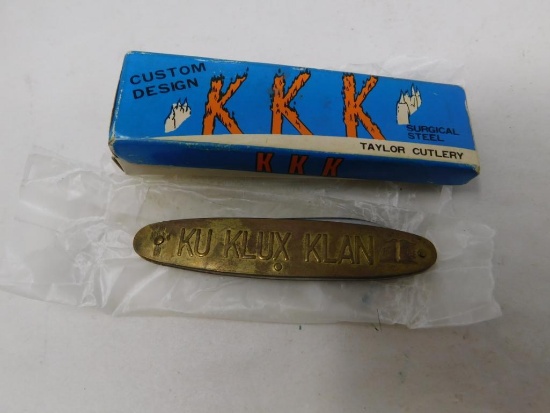 CUSTOM
DESIGN
KKK
SURGICAL
STEEL
TAYLOR CUTLERY
KKK
KU KLUX KLAN